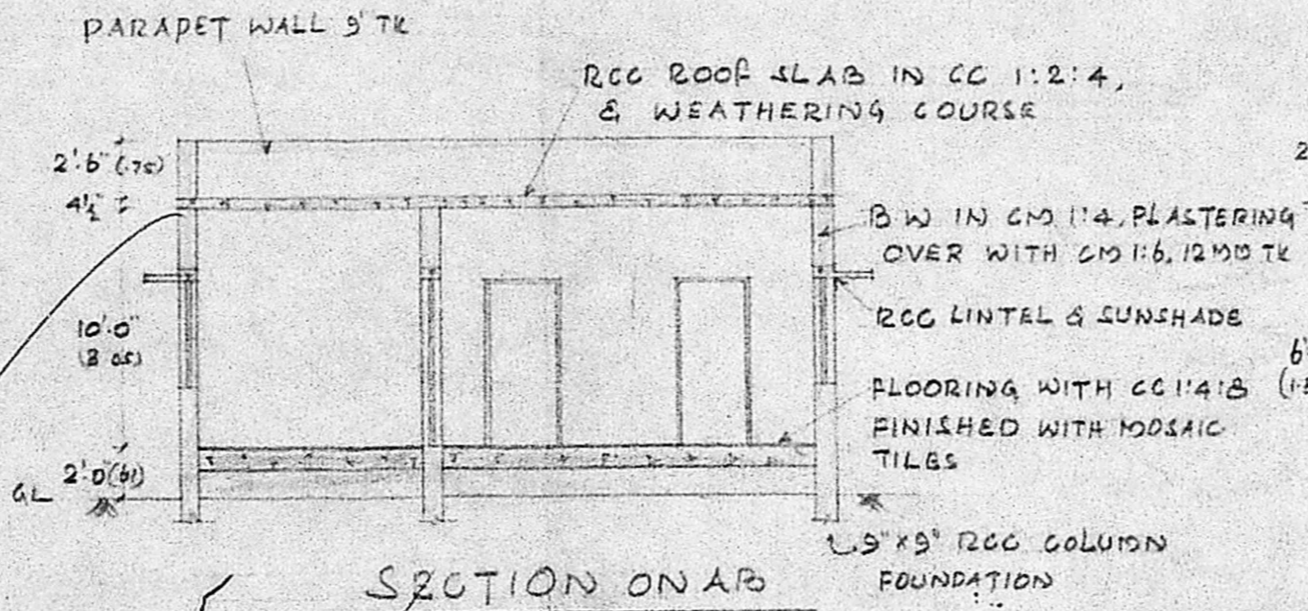 PARAPET WALL 9" TK
RCC ROOF SLAB IN CC 1:2:4,
& WEATHERING COURSE
2'.6" (.75)
4½"
B W IN CM 1:4, PLASTERING
OVER WITH CM 1:6, 12 MM TK
RCC LINTEL & SUNSHADE
10'.0"
(3.05)
FLOORING WITH CC 1:4:8
FINISHED WITH MOSAIC
TILES
GL 2'.0" (.61)
9" x 9" RCC COLUMN
FOUNDATION
SECTION ON AB